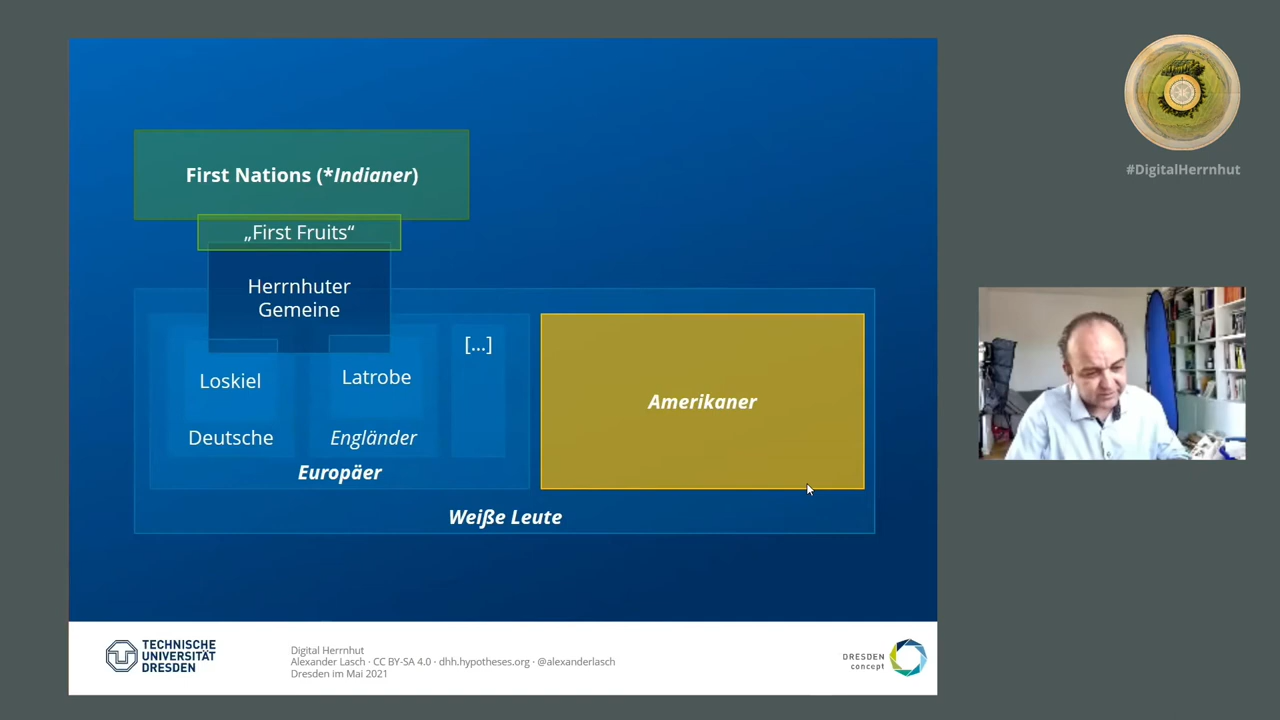 First Nations (*Indianer)
„First Fruits“
Herrnhuter
Gemeine
[...]
Loskiel
Latrobe
Deutsche
Engländer
Europäer
Amerikaner
Weiße Leute
TECHNISCHE
UNIVERSITÄT
DRESDEN
Digital Herrnhut
Alexander Lasch · CC BY-SA 4.0 · dhh.hypotheses.org · @alexanderlasch
Dresden im Mai 2021
DRESDEN
concept
#DigitalHerrnhut